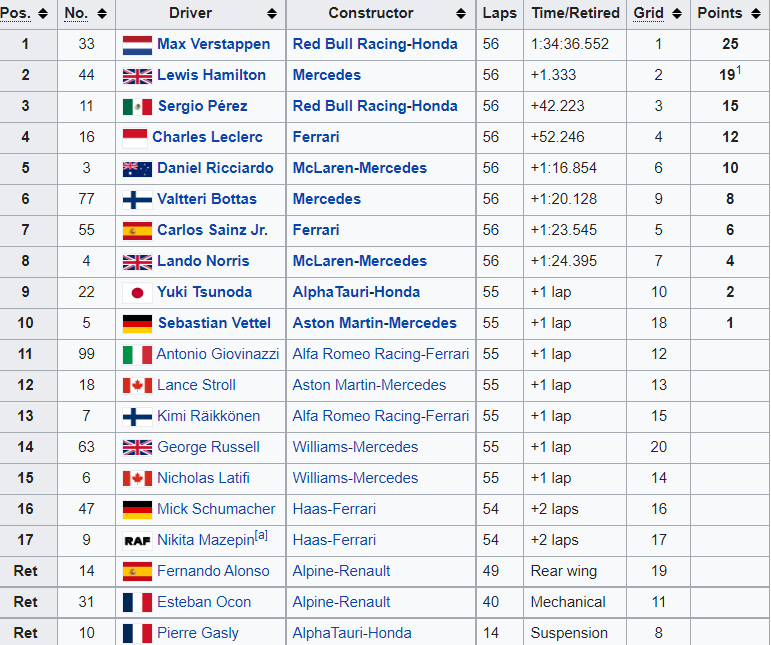 Pos. No. Driver Constructor Laps Time/Retired Grid Points
1 33 Max Verstappen Red Bull Racing-Honda 56 1:34:36.552 1 25
2 44 Lewis Hamilton Mercedes 56 +1.333 2 19¹
3 11 Sergio Pérez Red Bull Racing-Honda 56 +42.223 3 15
4 16 Charles Leclerc Ferrari 56 +52.246 4 12
5 3 Daniel Ricciardo McLaren-Mercedes 56 +1:16.854 6 10
6 77 Valtteri Bottas Mercedes 56 +1:20.128 9 8
7 55 Carlos Sainz Jr. Ferrari 56 +1:23.545 5 6
8 4 Lando Norris McLaren-Mercedes 56 +1:24.395 7 4
9 22 Yuki Tsunoda AlphaTauri-Honda 55 +1 lap 10 2
10 5 Sebastian Vettel Aston Martin-Mercedes 55 +1 lap 18 1
11 99 Antonio Giovinazzi Alfa Romeo Racing-Ferrari 55 +1 lap 12
12 18 Lance Stroll Aston Martin-Mercedes 55 +1 lap 13
13 7 Kimi Räikkönen Alfa Romeo Racing-Ferrari 55 +1 lap 15
14 63 George Russell Williams-Mercedes 55 +1 lap 20
15 6 Nicholas Latifi Williams-Mercedes 55 +1 lap 14
16 47 Mick Schumacher Haas-Ferrari 54 +2 laps 16
17 9 RAF Nikita Mazepin[a] Haas-Ferrari 54 +2 laps 17
Ret 14 Fernando Alonso Alpine-Renault 49 Rear wing 19
Ret 31 Esteban Ocon Alpine-Renault 40 Mechanical 11
Ret 10 Pierre Gasly AlphaTauri-Honda 14 Suspension 8